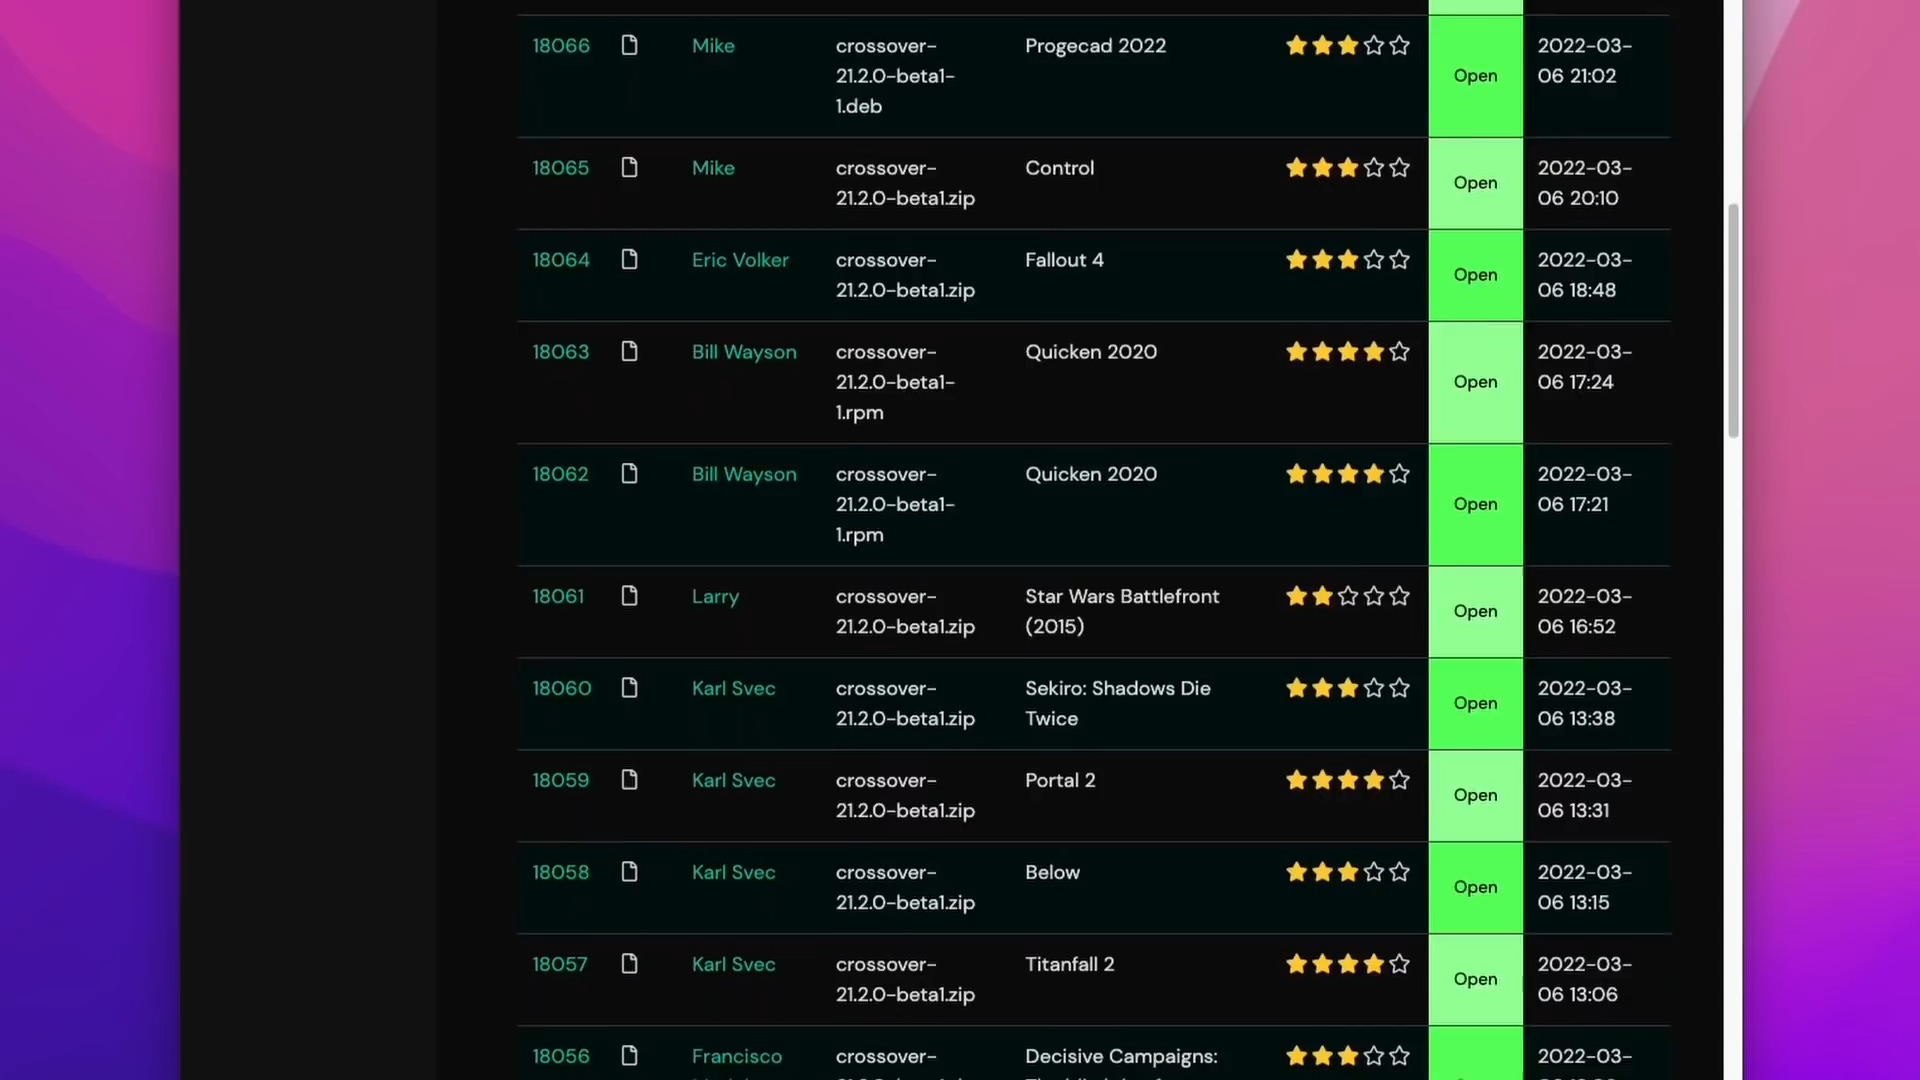 18066 Mike crossover- Progecad 2022 2022-03-
21.2.0-beta1- Open 06 21:02
1.deb
18065 Mike crossover- Control 2022-03-
21.2.0-beta1.zip Open 06 20:10
18064 Eric Volker crossover- Fallout 4 2022-03-
21.2.0-beta1.zip Open 06 18:48
18063 Bill Wayson crossover- Quicken 2020 2022-03-
21.2.0-beta1- Open 06 17:24
1.rpm
18062 Bill Wayson crossover- Quicken 2020 2022-03-
21.2.0-beta1- Open 06 17:21
1.rpm
18061 Larry crossover- Star Wars Battlefront 2022-03-
21.2.0-beta1.zip (2015) Open 06 16:52
18060 Karl Svec crossover- Sekiro: Shadows Die 2022-03-
21.2.0-beta1.zip Twice Open 06 13:38
18059 Karl Svec crossover- Portal 2 2022-03-
21.2.0-beta1.zip Open 06 13:31
18058 Karl Svec crossover- Below 2022-03-
21.2.0-beta1.zip Open 06 13:15
18057 Karl Svec crossover- Titanfall 2 2022-03-
21.2.0-beta1.zip Open 06 13:06
18056 Francisco crossover- Decisive Campaigns: 2022-03-